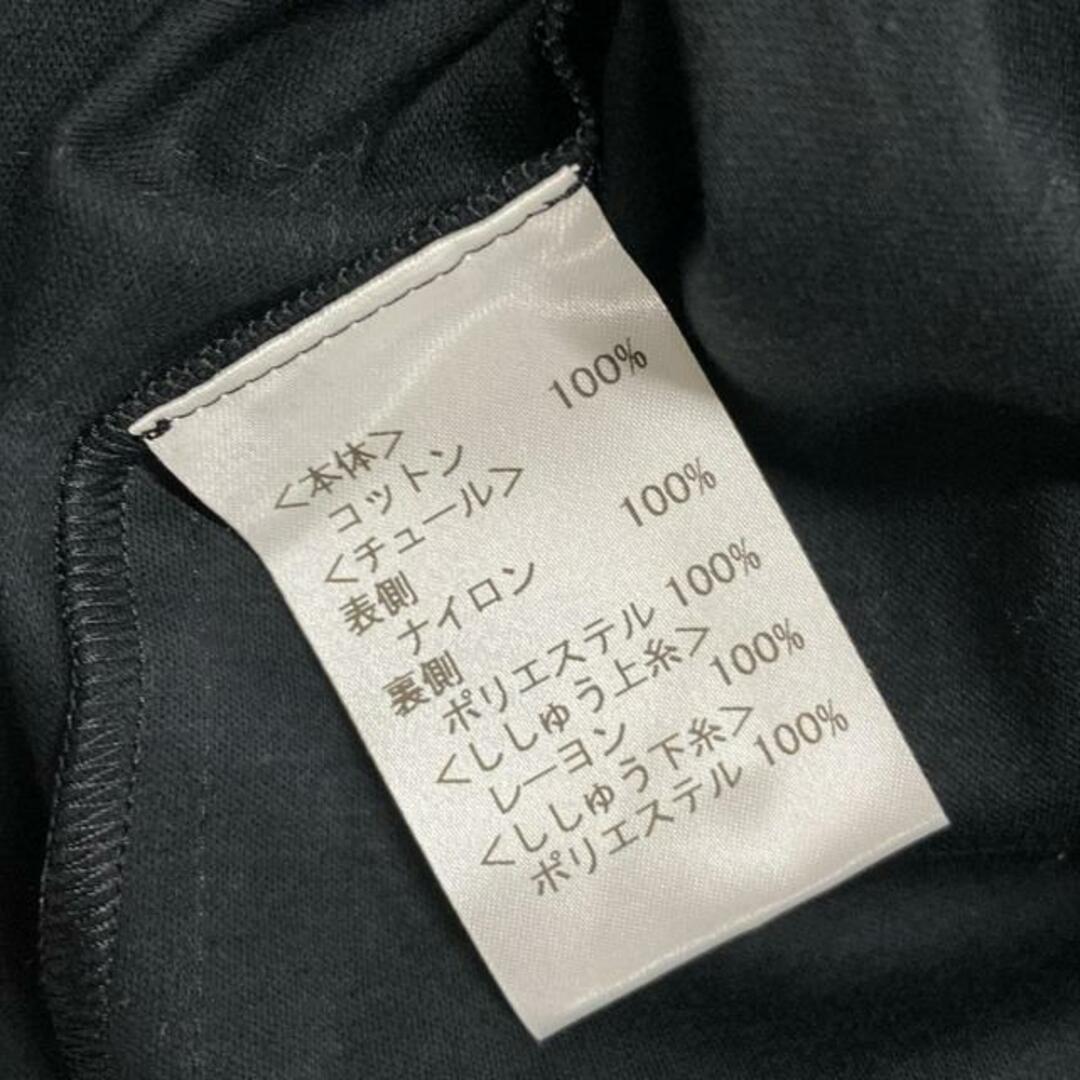 <本体>
コットン 100%
<チュール>
表側
ナイロン 100%
裏側
ポリエステル 100%
<ししゅう上糸>
レーヨン 100%
<ししゅう下糸>
ポリエステル 100%